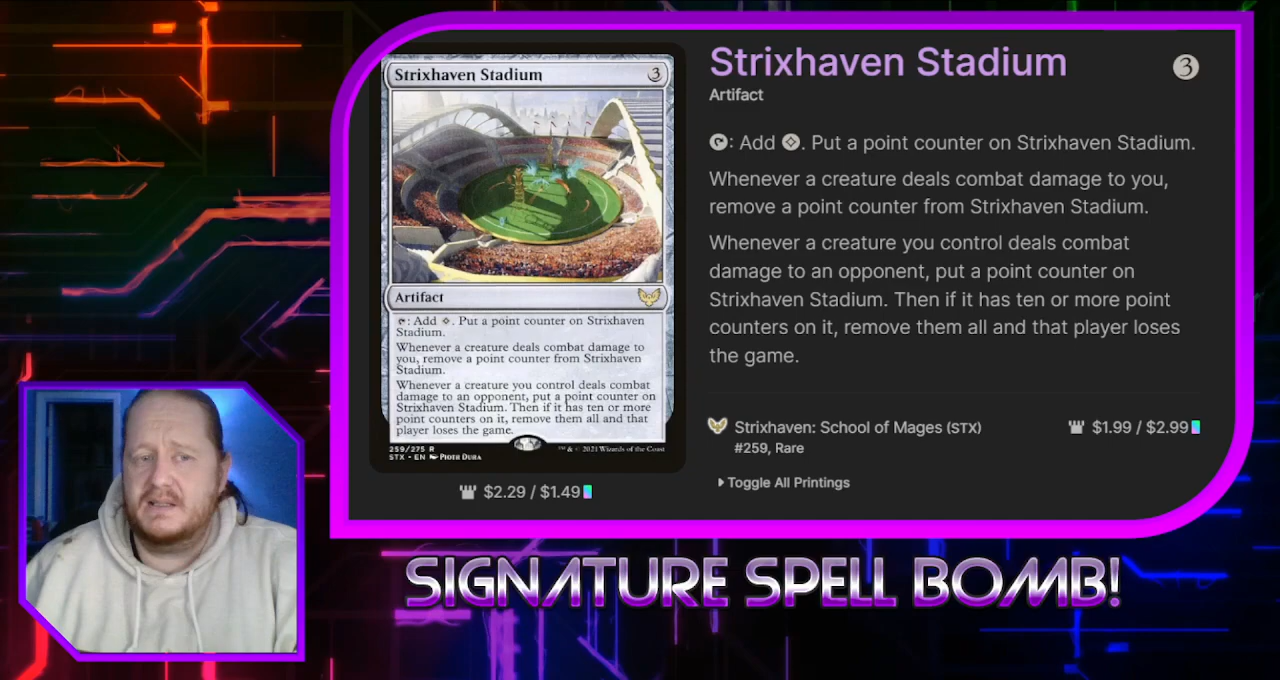 Strixhaven Stadium
3
Artifact
: Add . Put a point counter on Strixhaven
Stadium.
Whenever a creature deals combat damage to
you, remove a point counter from Strixhaven
Stadium.
Whenever a creature you control deals combat
damage to an opponent, put a point counter on
Strixhaven Stadium. Then if it has ten or more
point counters on it, remove them all and that
player loses the game.
259/275 R
STX • EN Piotr Dura
™ & © 2021 Wizards of the Coast
$2.29 / $1.49
Strixhaven Stadium
3
Artifact
: Add . Put a point counter on Strixhaven Stadium.
Whenever a creature deals combat damage to you,
remove a point counter from Strixhaven Stadium.
Whenever a creature you control deals combat
damage to an opponent, put a point counter on
Strixhaven Stadium. Then if it has ten or more point
counters on it, remove them all and that player loses
the game.
Strixhaven: School of Mages (STX)
#259, Rare
$1.99 / $2.99
Toggle All Printings
SIGNATURE SPELL BOMB!